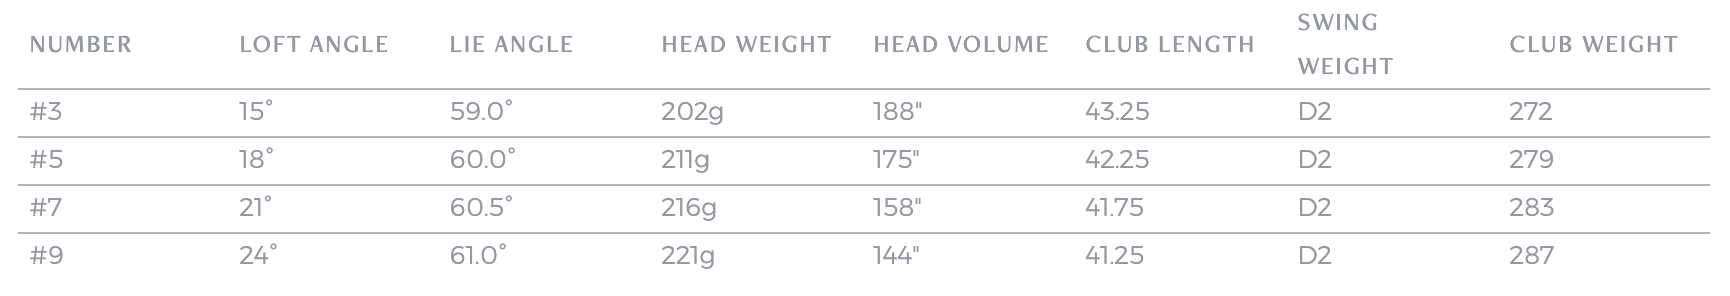 NUMBER LOFT ANGLE LIE ANGLE HEAD WEIGHT HEAD VOLUME CLUB LENGTH SWING WEIGHT CLUB WEIGHT
#3 15° 59.0° 202g 188" 43.25 D2 272
#5 18° 60.0° 211g 175" 42.25 D2 279
#7 21° 60.5° 216g 158" 41.75 D2 283
#9 24° 61.0° 221g 144" 41.25 D2 287